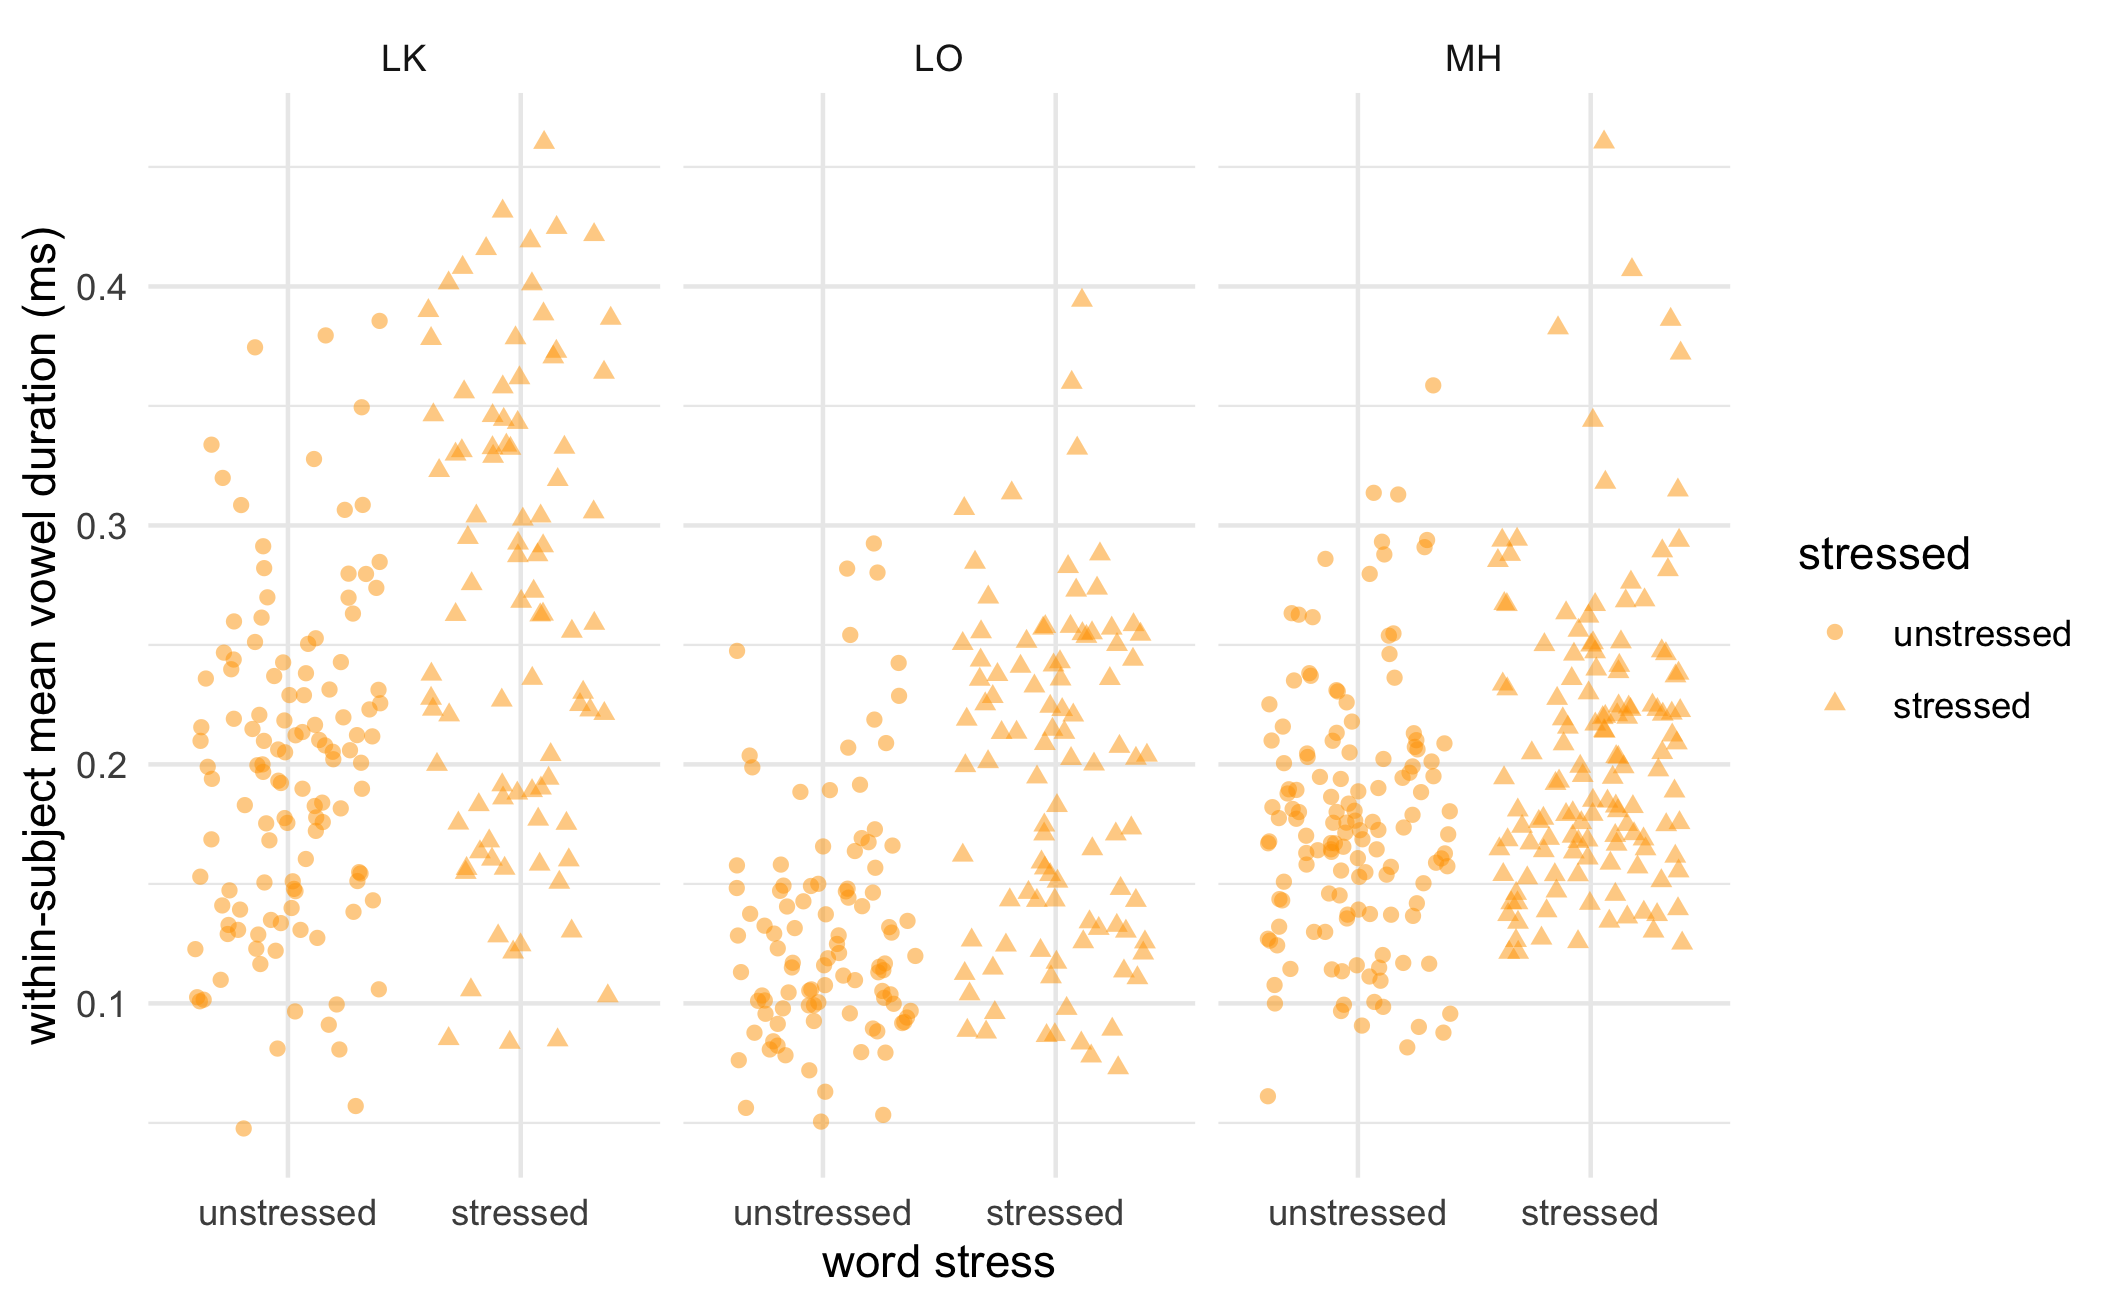 LK
LO
MH
within-subject mean vowel duration (ms)
0.4
0.3
0.2
0.1
unstressed
stressed
unstressed
stressed
unstressed
stressed
word stress
stressed
unstressed
stressed